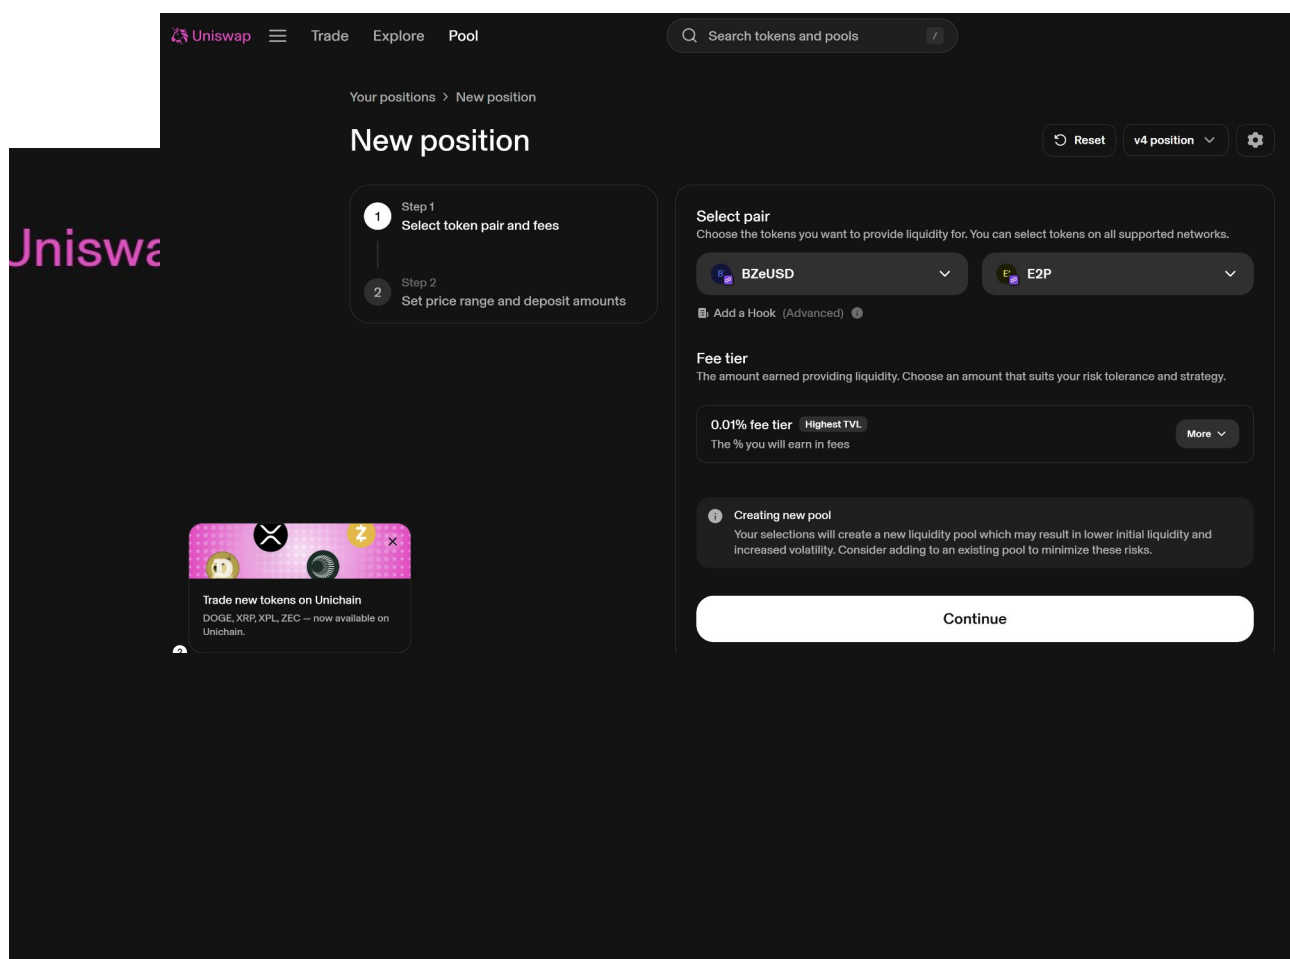 Uniswap
Trade
Explore
Pool
Search tokens and pools
/
Your positions > New position
New position
Reset
v4 position
Uniswa
1
Step 1
Select token pair and fees
2
Step 2
Set price range and deposit amounts
Select pair
Choose the tokens you want to provide liquidity for. You can select tokens on all supported networks.
BZeUSD
E2P
Add a Hook (Advanced)
Fee tier
The amount earned providing liquidity. Choose an amount that suits your risk tolerance and strategy.
0.01% fee tier Highest TVL
The % you will earn in fees
More
Creating new pool
Your selections will create a new liquidity pool which may result in lower initial liquidity and
increased volatility. Consider adding to an existing pool to minimize these risks.
Continue
Trade new tokens on Unichain
DOGE, XRP, XPL, ZEC — now available on
Unichain.
?